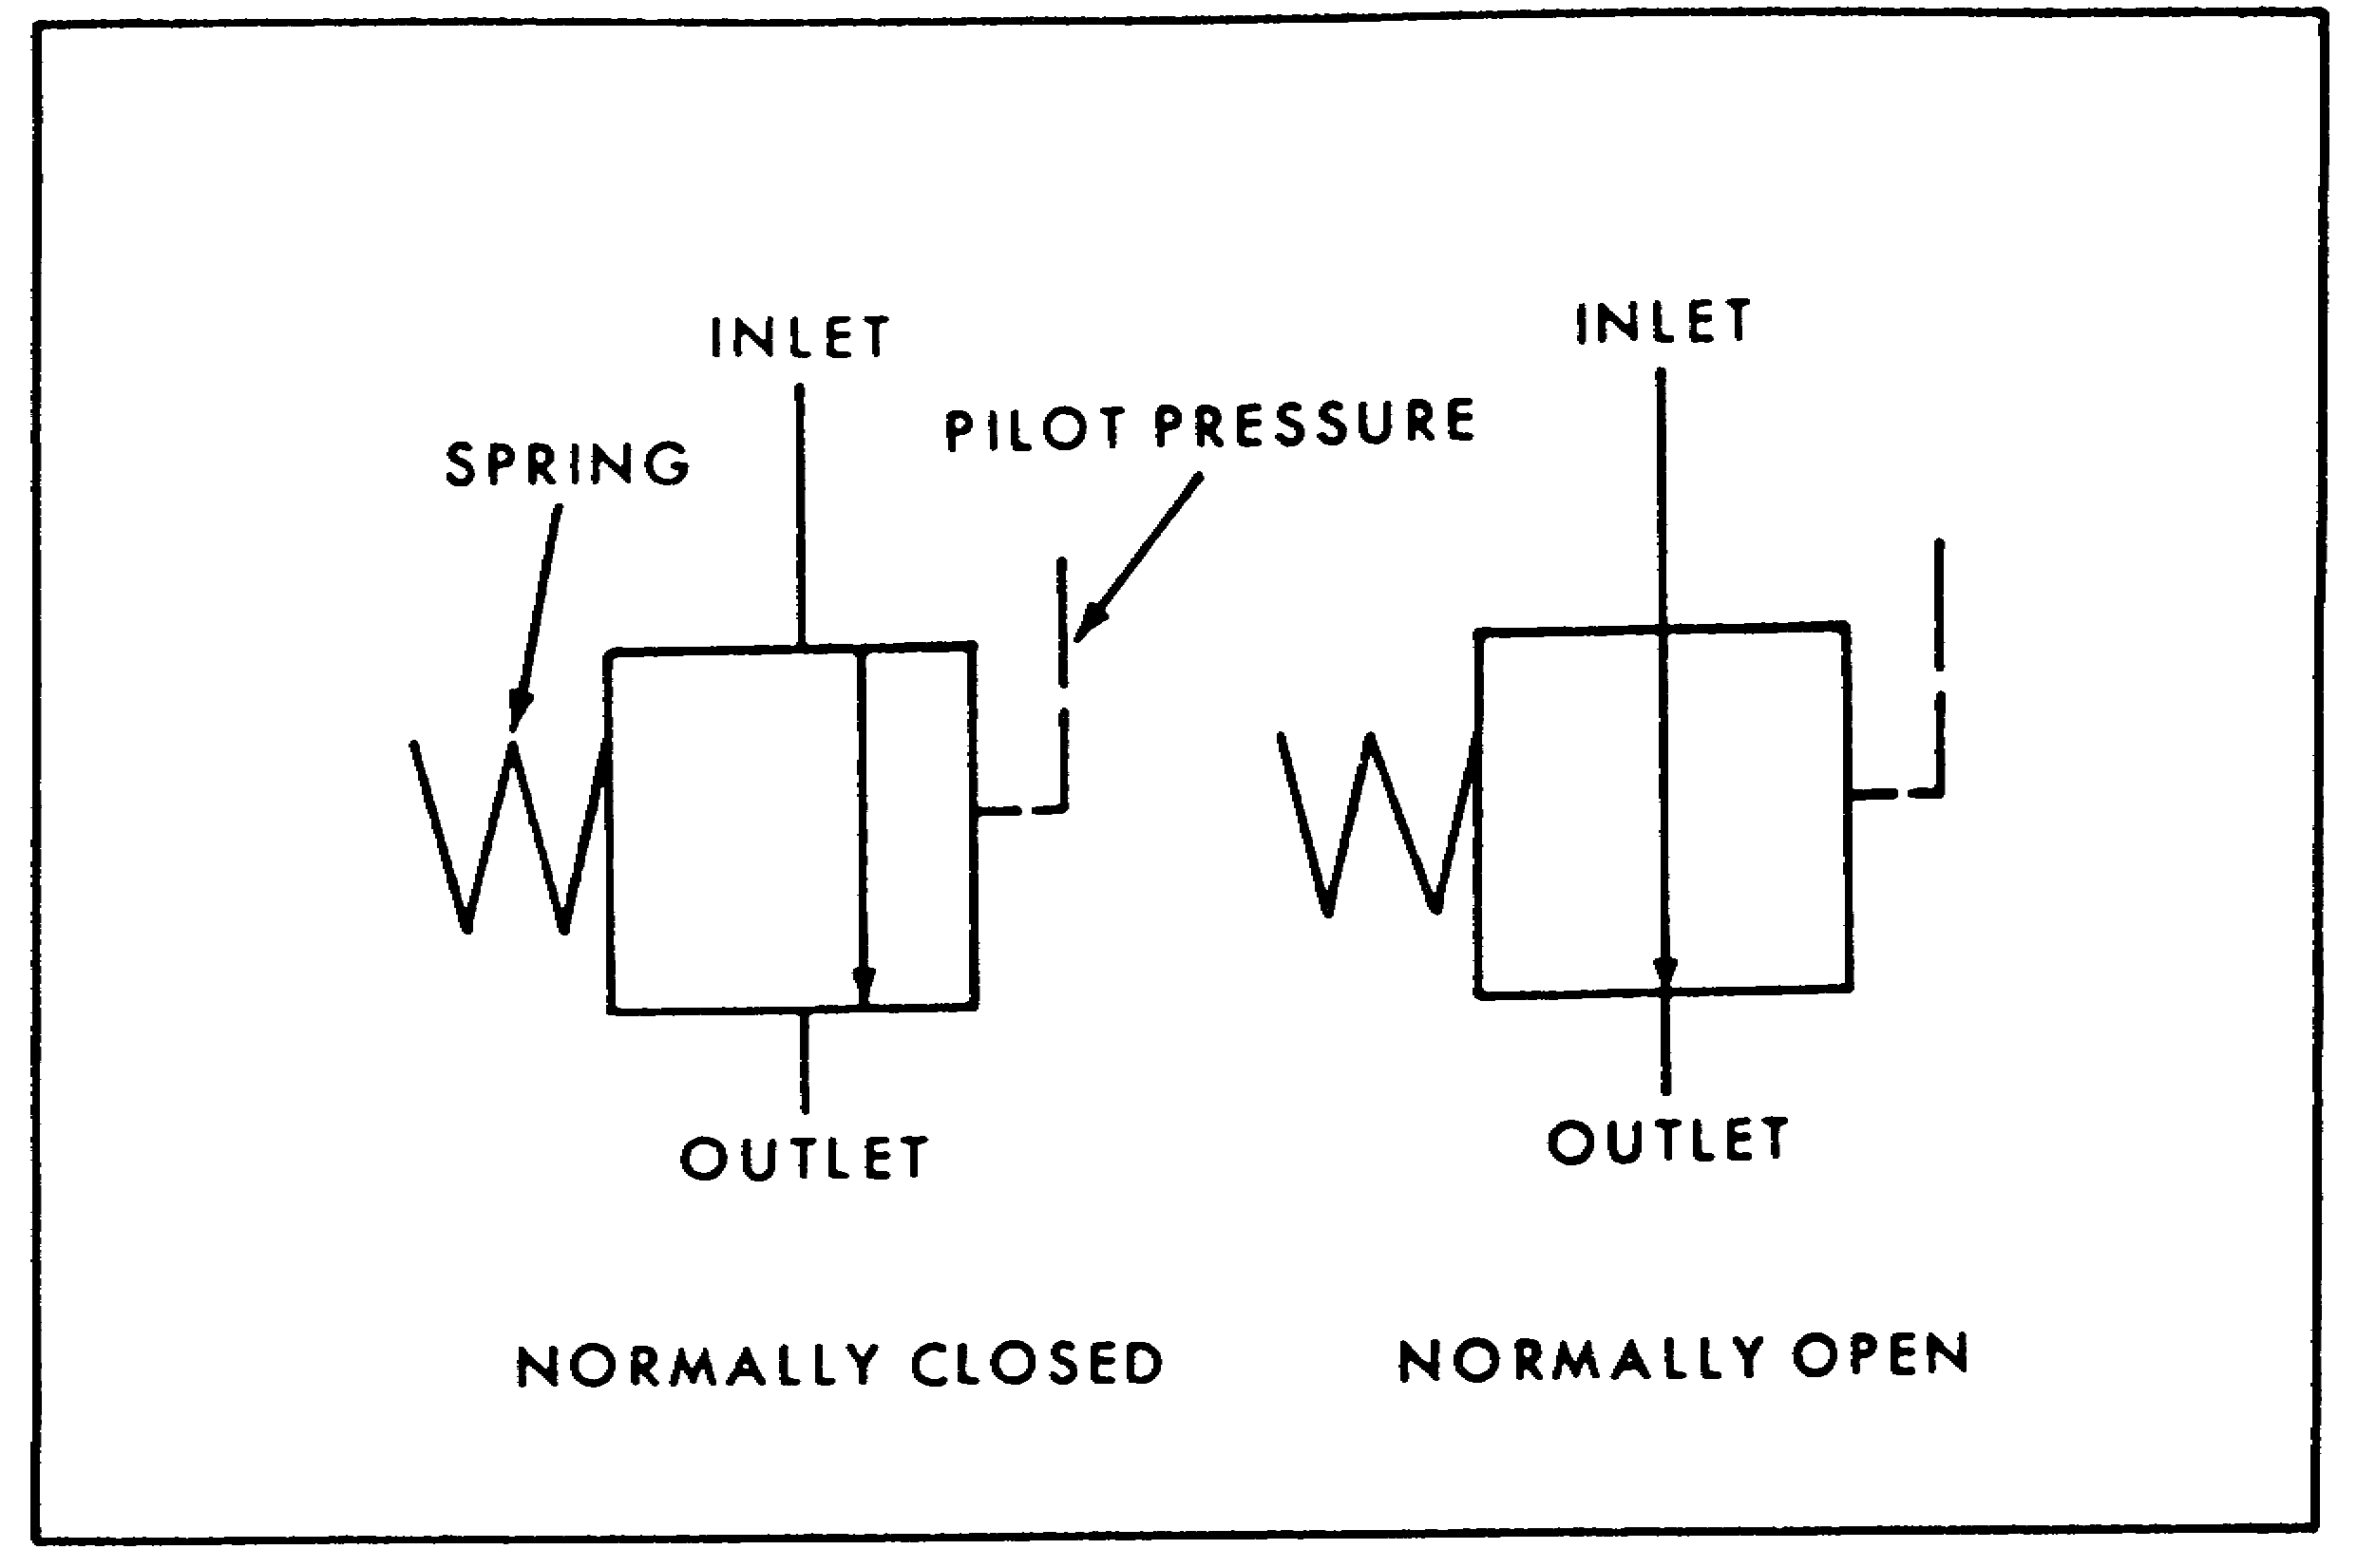 INLET
INLET
PILOT PRESSURE
SPRING
OUTLET
OUTLET
NORMALLY CLOSED
NORMALLY OPEN